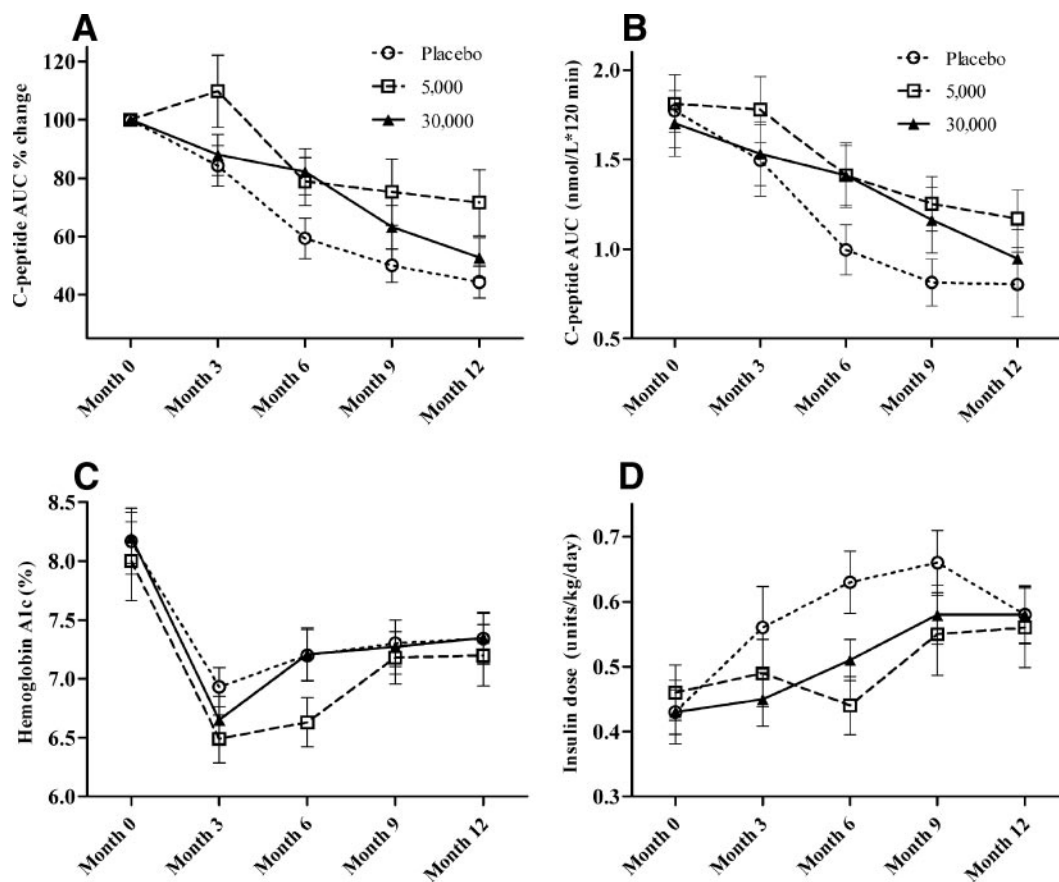 A
C-peptide AUC % change
120
100
80
60
40
Placebo
5,000
30,000
Month 0
Month 3
Month 6
Month 9
Month 12
B
C-peptide AUC (nmol/L*120 min)
2.0
1.5
1.0
0.5
Placebo
5,000
30,000
Month 0
Month 3
Month 6
Month 9
Month 12
C
Hemoglobin A1c (%)
8.5
8.0
7.5
7.0
6.5
6.0
Month 0
Month 3
Month 6
Month 9
Month 12
D
Insulin dose (units/kg/day)
0.7
0.6
0.5
0.4
0.3
Month 0
Month 3
Month 6
Month 9
Month 12